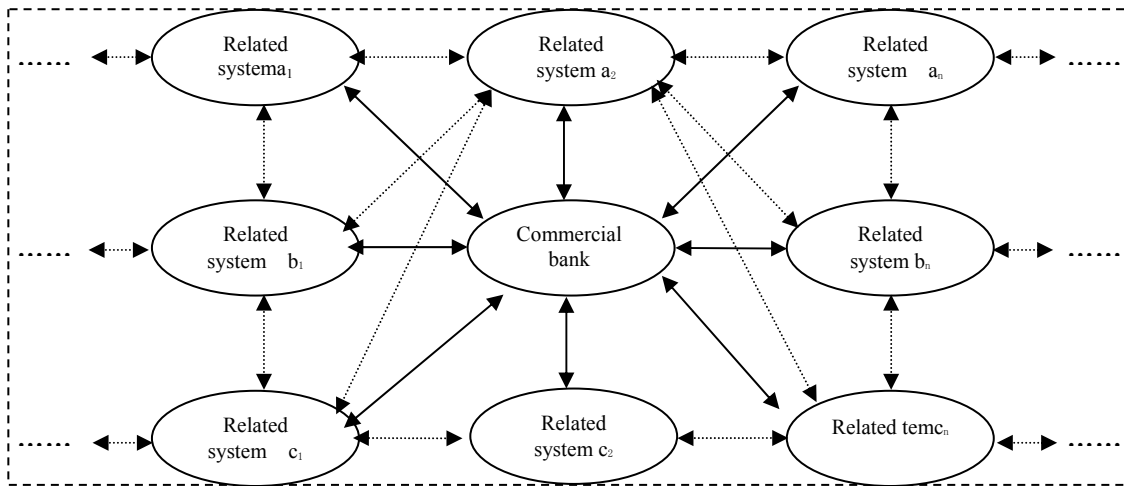 Related
systema₁
Related
system a₂
Related
system aₙ
......
......
Related
system b₁
Commercial
bank
Related
system bₙ
......
......
Related
system c₁
Related
system c₂
Related temcₙ
......
......